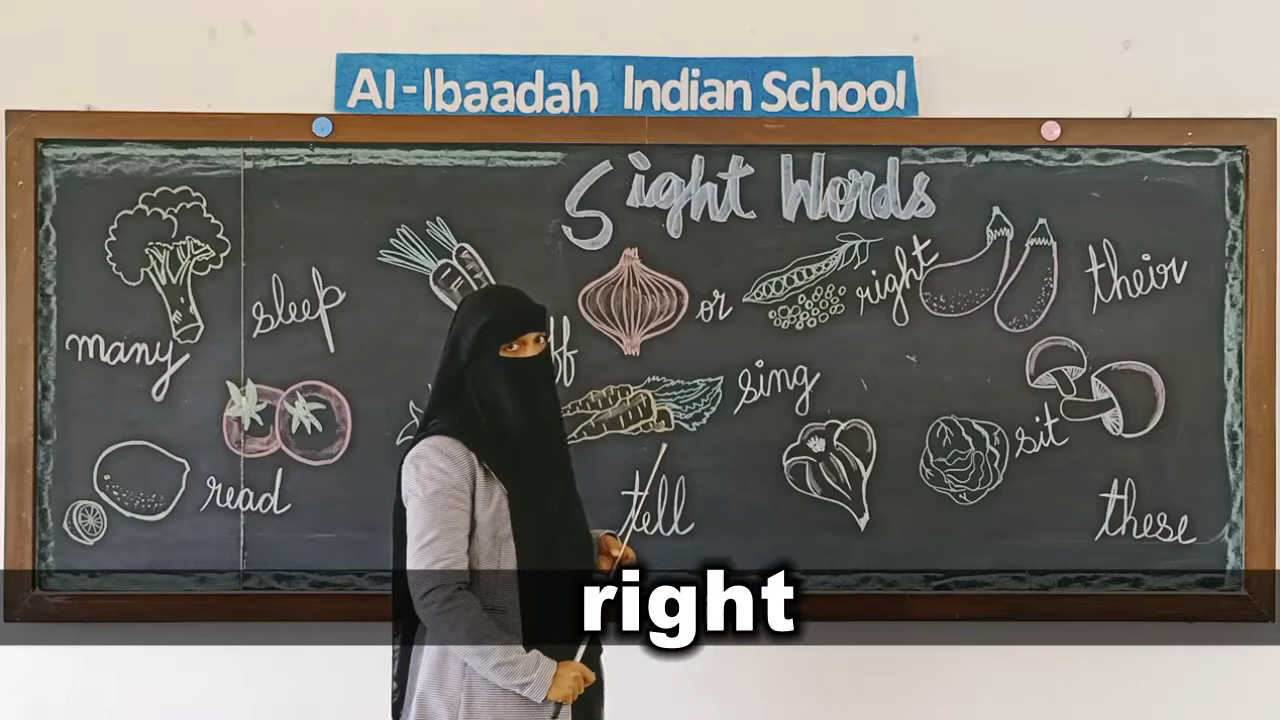 Al-Ibaadah Indian School
Sight Words
many
sleep
or
right
their
sing
sit
read
tell
these
right